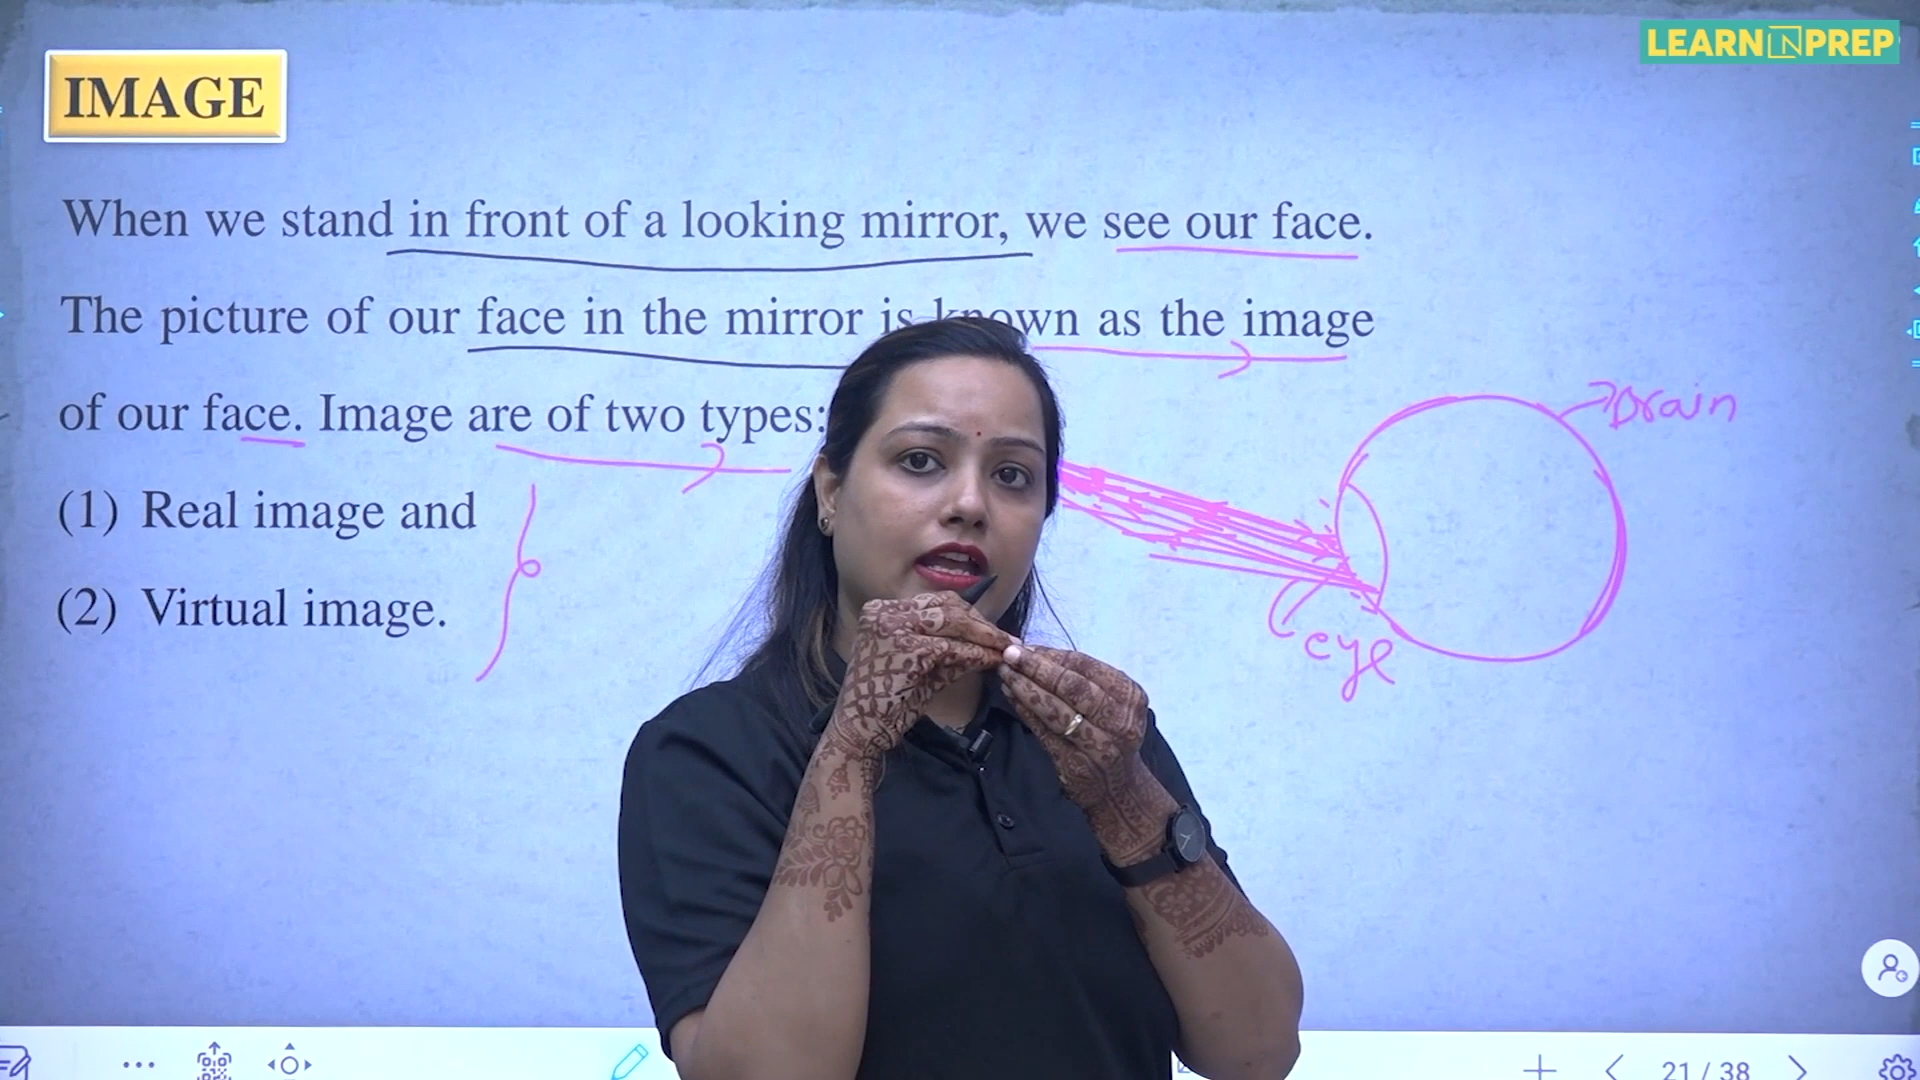 LEARN N PREP
IMAGE
When we stand in front of a looking mirror, we see our face.
The picture of our face in the mirror is known as the image
of our face. Image are of two types:
Brain
(1) Real image and
(2) Virtual image.
eye
21 / 38